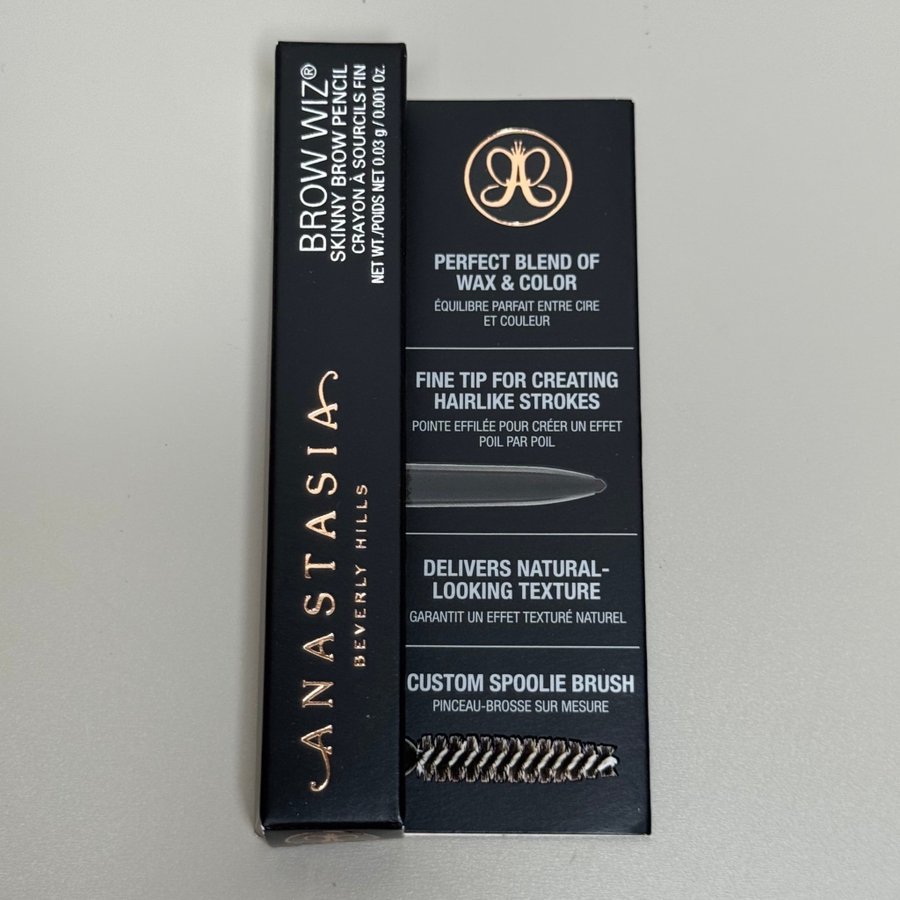 BROW WIZ®
SKINNY BROW PENCIL
CRAYON À SOURCILS FIN
NET WT./POIDS NET 0.03 g / 0.001 Oz.
ANASTASIA
BEVERLY HILLS
PERFECT BLEND OF
WAX & COLOR
ÉQUILIBRE PARFAIT ENTRE CIRE
ET COULEUR
FINE TIP FOR CREATING
HAIRLIKE STROKES
POINTE EFFILÉE POUR CRÉER UN EFFET
POIL PAR POIL
DELIVERS NATURAL-
LOOKING TEXTURE
GARANTIT UN EFFET TEXTURÉ NATUREL
CUSTOM SPOOLIE BRUSH
PINCEAU-BROSSE SUR MESURE